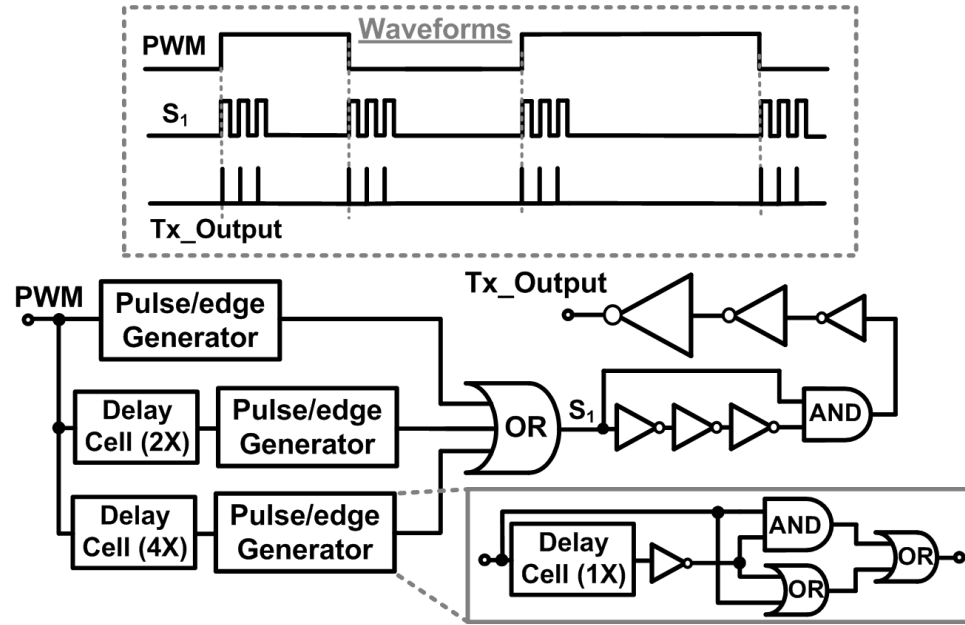 Waveforms
PWM
S₁
Tx_Output
PWM
Pulse/edge
Generator
Tx_Output
Delay
Cell (2X)
Pulse/edge
Generator
OR
S₁
AND
Delay
Cell (4X)
Pulse/edge
Generator
Delay
Cell (1X)
AND
OR
OR